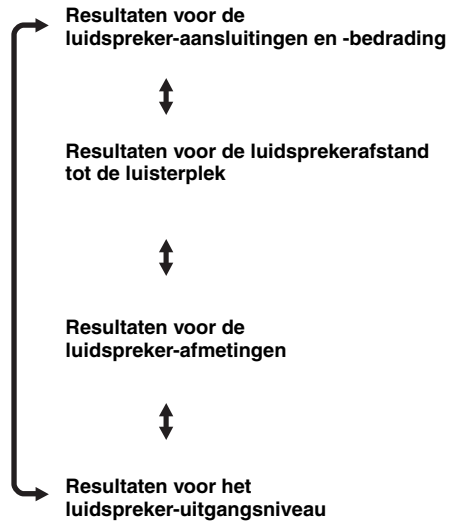 Resultaten voor de
luidspreker-aansluitingen en -bedrading
Resultaten voor de luidsprekerafstand
tot de luisterplek
Resultaten voor de
luidspreker-afmetingen
Resultaten voor het
luidspreker-uitgangsniveau